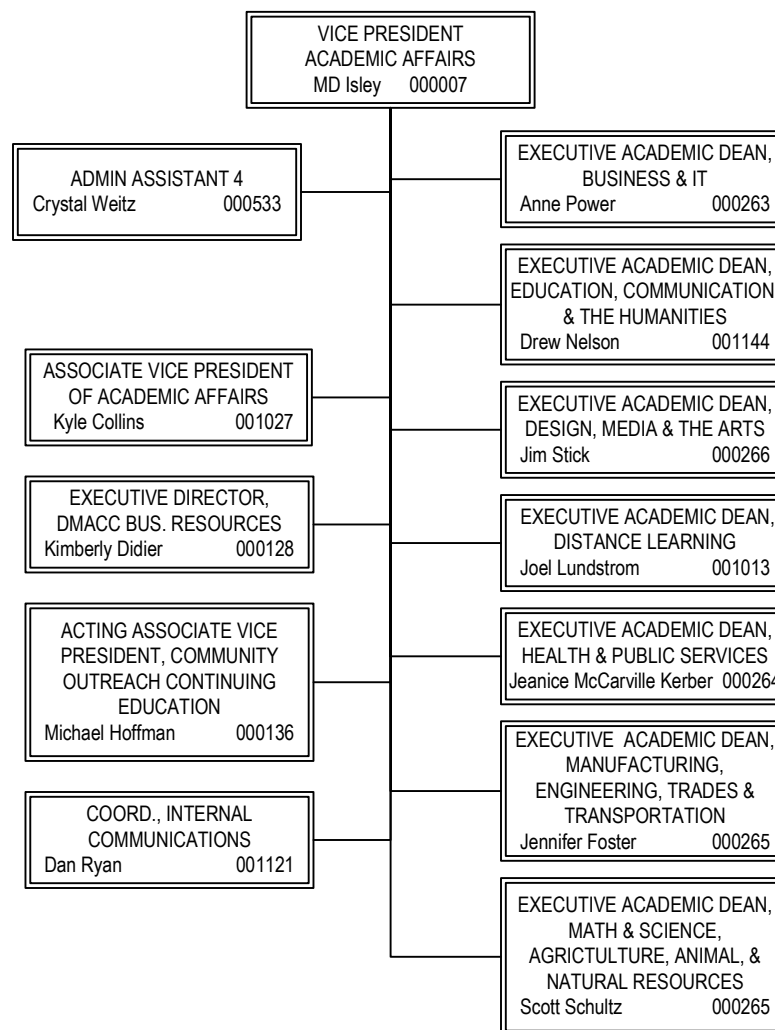 VICE PRESIDENT
ACADEMIC AFFAIRS
MD Isley 000007
ADMIN ASSISTANT 4
Crystal Weitz 000533
ASSOCIATE VICE PRESIDENT
OF ACADEMIC AFFAIRS
Kyle Collins 001027
EXECUTIVE DIRECTOR,
DMACC BUS. RESOURCES
Kimberly Didier 000128
ACTING ASSOCIATE VICE
PRESIDENT, COMMUNITY
OUTREACH CONTINUING
EDUCATION
Michael Hoffman 000136
COORD., INTERNAL
COMMUNICATIONS
Dan Ryan 001121
EXECUTIVE ACADEMIC DEAN,
BUSINESS & IT
Anne Power 000263
EXECUTIVE ACADEMIC DEAN,
EDUCATION, COMMUNICATION
& THE HUMANITIES
Drew Nelson 001144
EXECUTIVE ACADEMIC DEAN,
DESIGN, MEDIA & THE ARTS
Jim Stick 000266
EXECUTIVE ACADEMIC DEAN,
DISTANCE LEARNING
Joel Lundstrom 001013
EXECUTIVE ACADEMIC DEAN,
HEALTH & PUBLIC SERVICES
Jeanice McCarville Kerber 000264
EXECUTIVE ACADEMIC DEAN,
MANUFACTURING,
ENGINEERING, TRADES &
TRANSPORTATION
Jennifer Foster 000265
EXECUTIVE ACADEMIC DEAN,
MATH & SCIENCE,
AGRICTULTURE, ANIMAL, &
NATURAL RESOURCES
Scott Schultz 000265